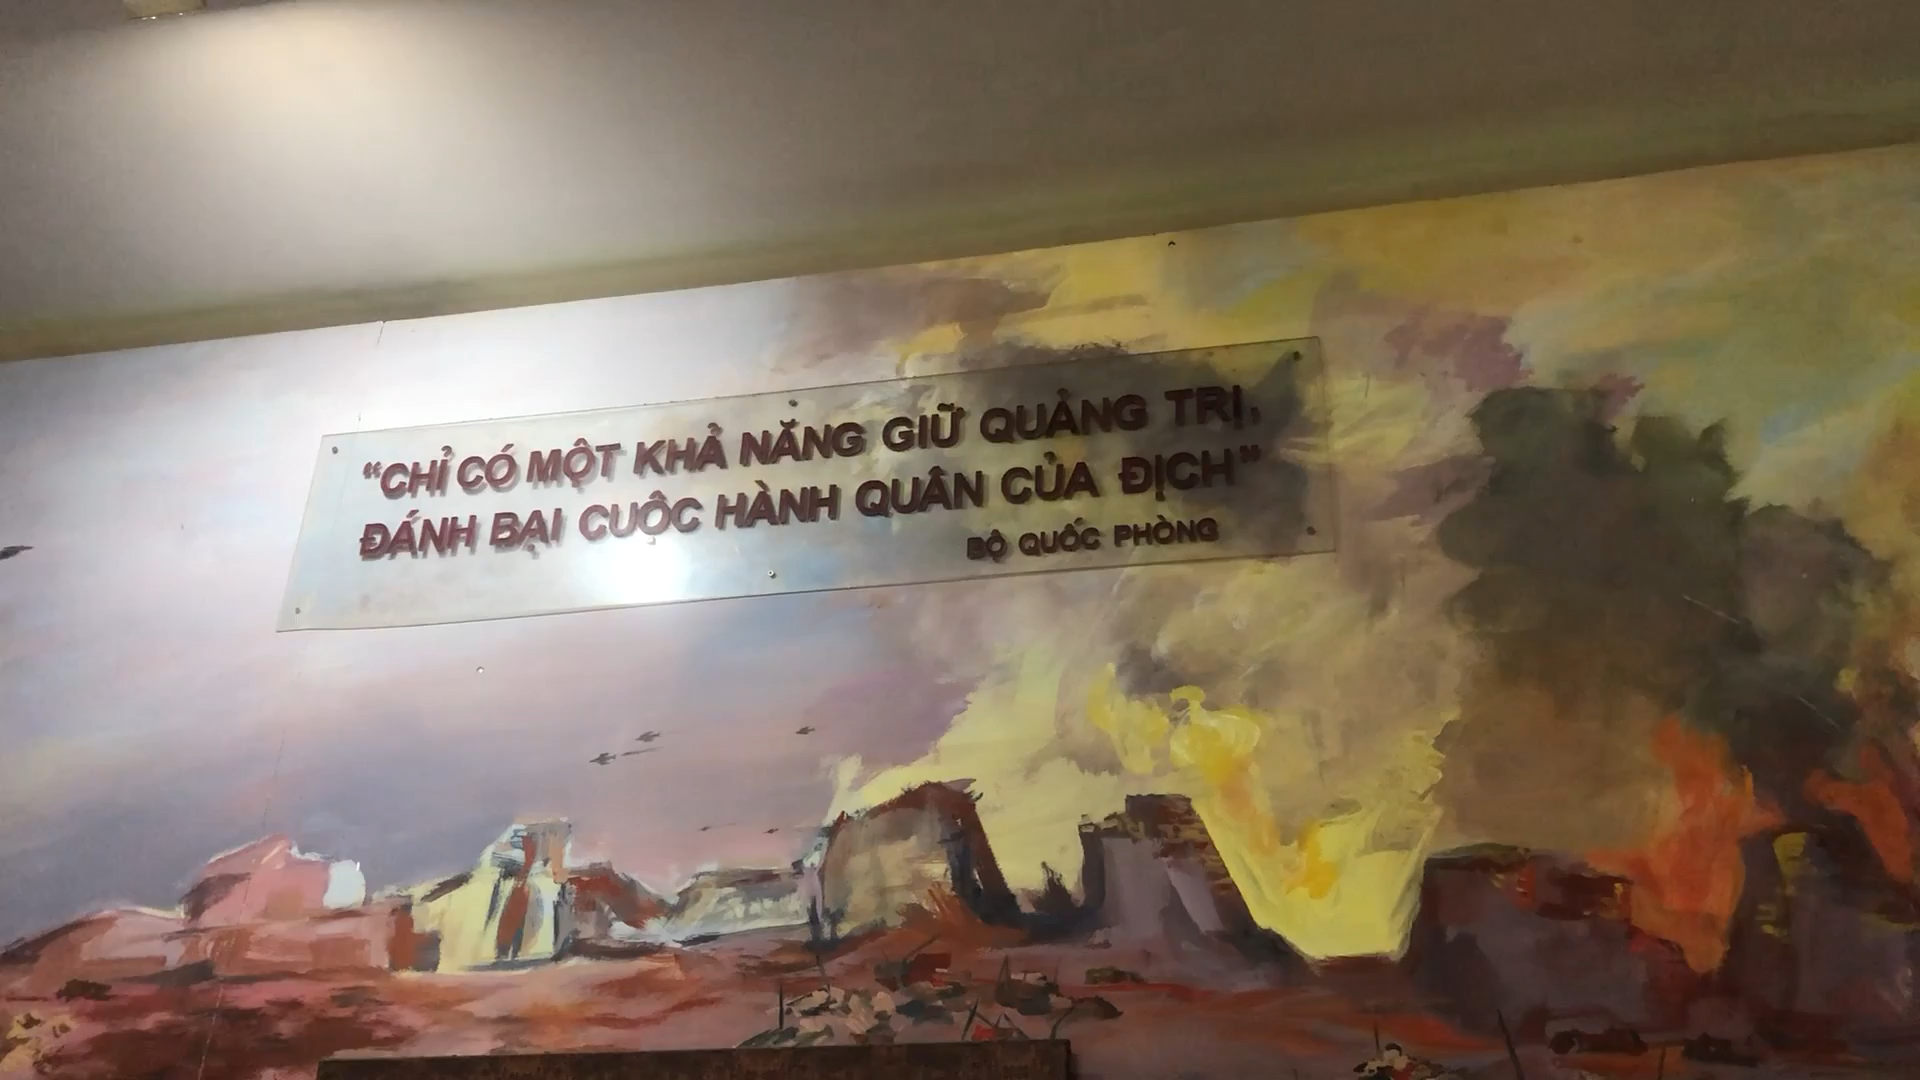 “CHỈ CÓ MỘT KHẢ NĂNG GIỮ QUẢNG TRỊ,
ĐÁNH BẠI CUỘC HÀNH QUÂN CỦA ĐỊCH”
BỘ QUỐC PHÒNG